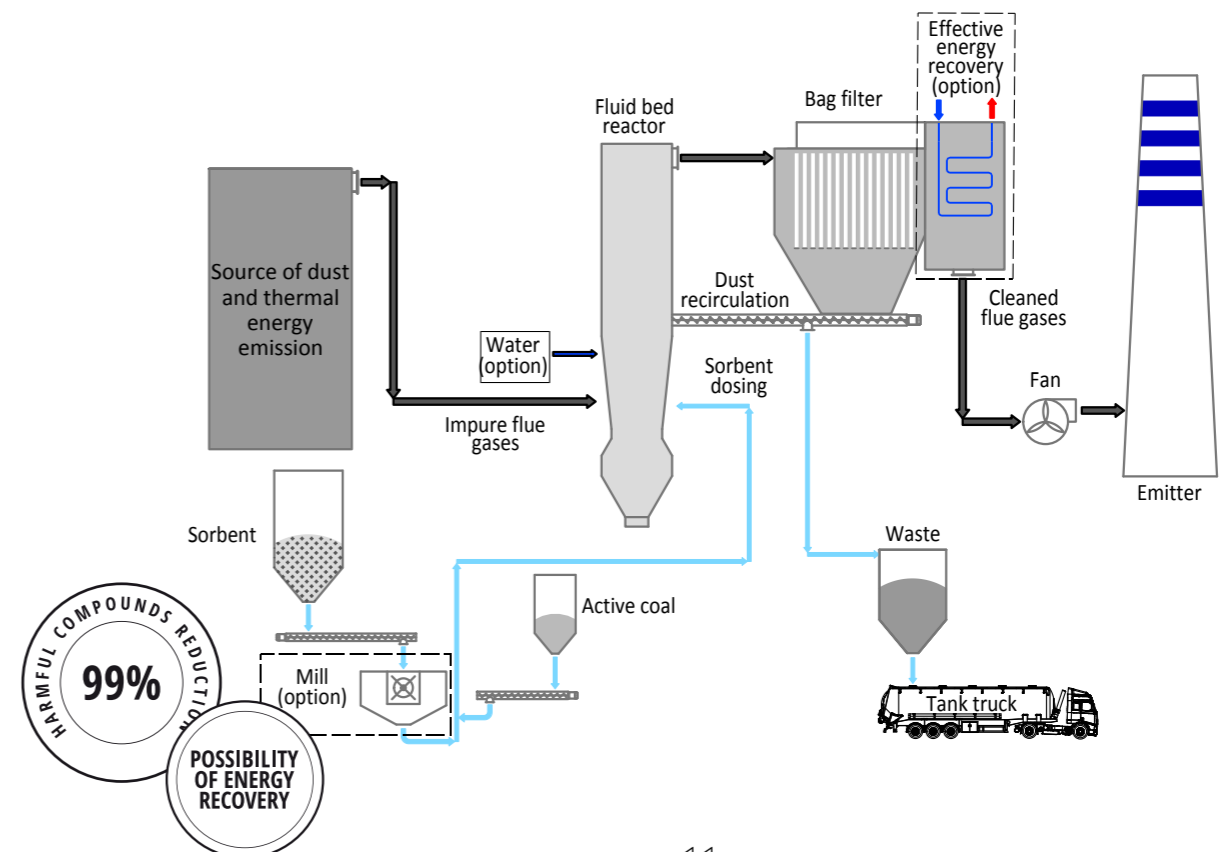 Effective
energy
recovery
(option)
Bag filter
Fluid bed
reactor
Source of dust
and thermal
energy
emission
Dust
recirculation
Cleaned
flue gases
Water
(option)
Sorbent
dosing
Fan
Impure flue
gases
Emitter
Sorbent
Waste
Active coal
Mill
(option)
Tank truck
HARMFUL COMPOUNDS REDUCTION
99%
POSSIBILITY
OF ENERGY
RECOVERY